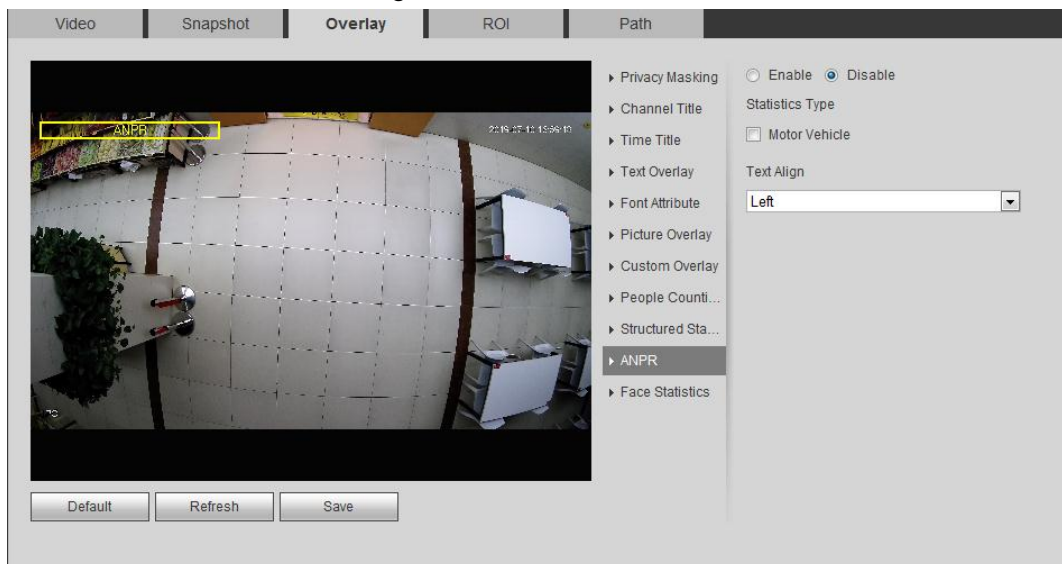 Video Snapshot Overlay ROI Path
ANPR
Privacy Masking
Channel Title
Time Title
Text Overlay
Font Attribute
Picture Overlay
Custom Overlay
People Counti...
Structured Sta...
ANPR
Face Statistics
Enable Disable
Statistics Type
Motor Vehicle
Text Align
Left
Default Refresh Save